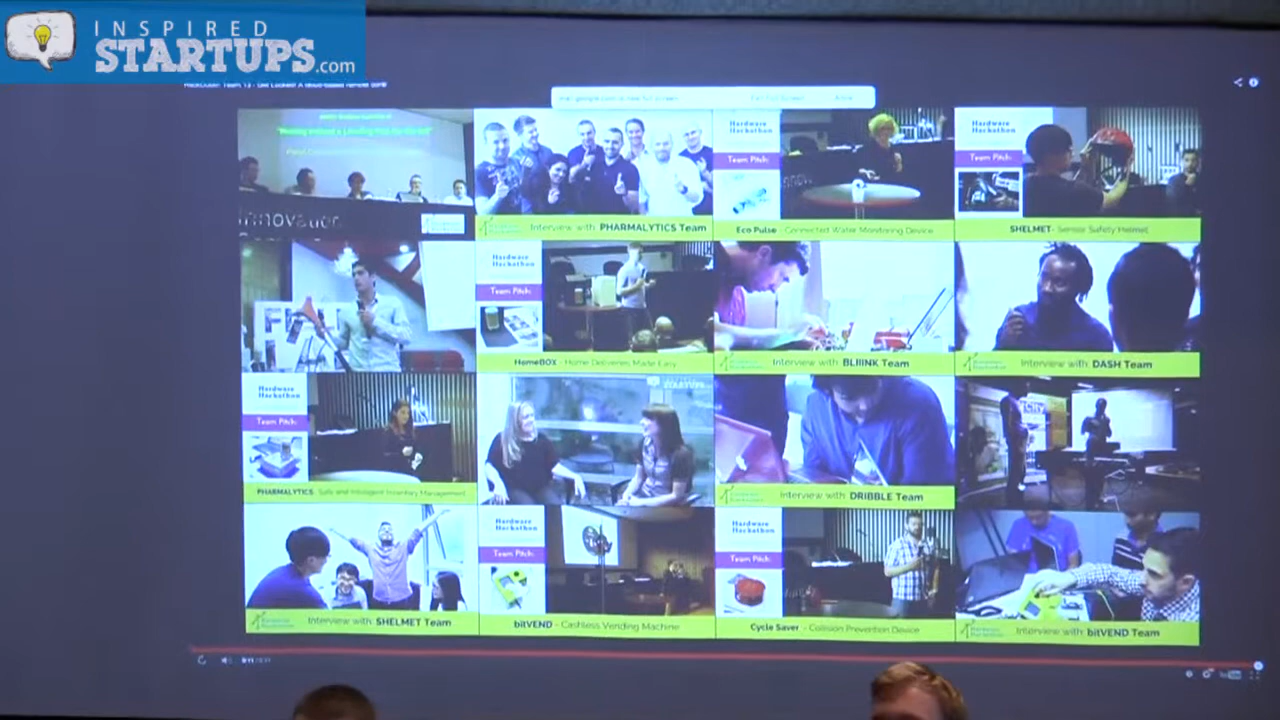 INSPIRED
STARTUPS.com
innovation
Interview with PHARMALYTICS Team
Hardware
Hackathon
Team Pitch:
Eco Pulse - Connected Water Monitoring Device
Hardware
Hackathon
Team Pitch:
SHELMET- Sensor Safety Helmet
Hardware
Hackathon
Team Pitch:
HomeBOX - Home Deliveries, Made Easy
Interview with BLIIINK Team
Interview with: DASH Team
Hardware
Hackathon
Team Pitch:
PHARMALYTICS - Safe and Intelligent Inventory Management
STARTUPS
Interview with: DRIBBLE Team
City
Interview with: SHELMET Team
Hardware
Hackathon
Team Pitch:
bitVEND - Cashless Vending Machine
Hardware
Hackathon
Team Pitch:
Cycle Saver - Collision Prevention Device
Interview with: bitVEND Team